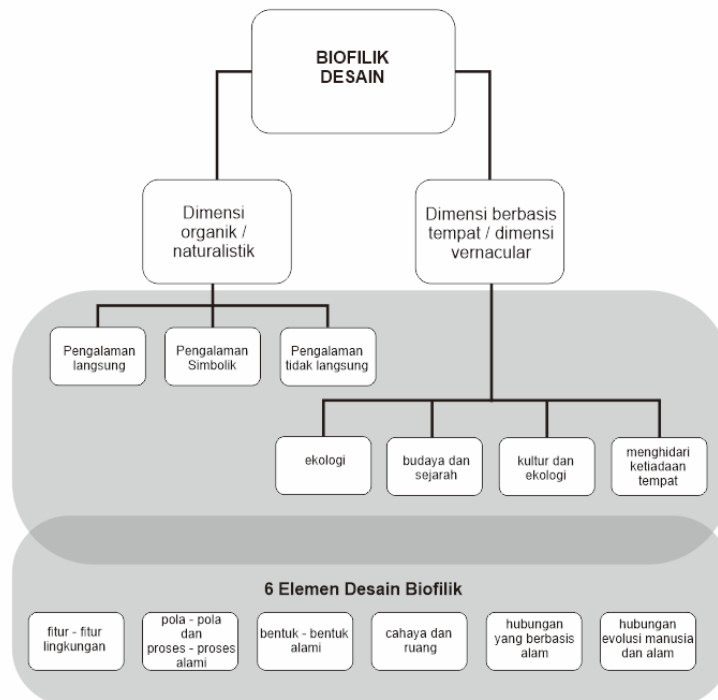 BIOFILIK
DESAIN
Dimensi
organik /
naturalistik
Dimensi berbasis
tempat / dimensi
vernacular
Pengalaman
langsung
Pengalaman
Simbolik
Pengalaman
tidak langsung
ekologi
budaya dan
sejarah
kultur dan
ekologi
menghidari
ketiadaan
tempat
6 Elemen Desain Biofilik
fitur - fitur
lingkungan
pola - pola
dan
proses - proses
alami
bentuk - bentuk
alami
cahaya dan
ruang
hubungan
yang berbasis
alam
hubungan
evolusi manusia
dan alam